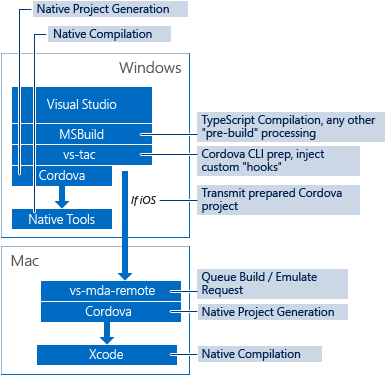 Native Project Generation
Native Compilation
Windows
Visual Studio
MSBuild
TypeScript Compilation, any other
"pre-build" processing
vs-tac
Cordova CLI prep, inject
custom "hooks"
Cordova
If iOS
Transmit prepared Cordova
project
Native Tools
Mac
vs-mda-remote
Queue Build / Emulate
Request
Cordova
Native Project Generation
Xcode
Native Compilation